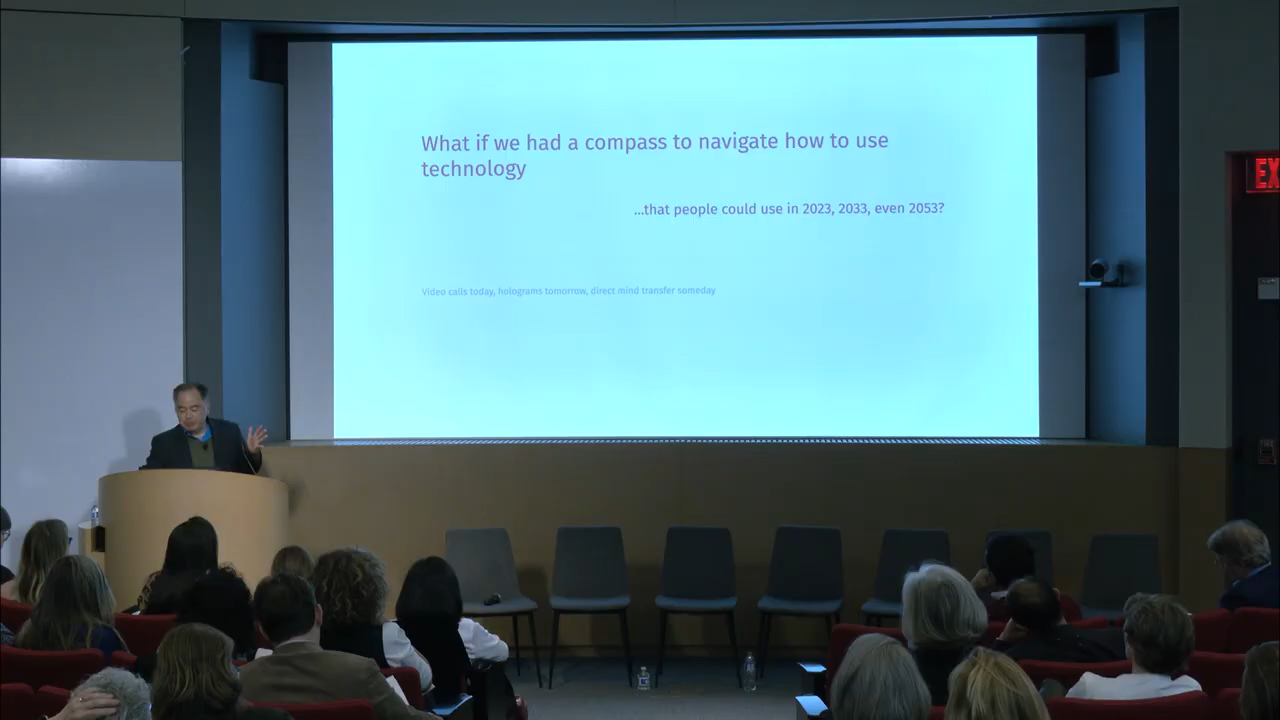 What if we had a compass to navigate how to use
technology
...that people could use in 2023, 2033, even 2053?
Video calls today, holograms tomorrow, direct mind transfer someday
EX